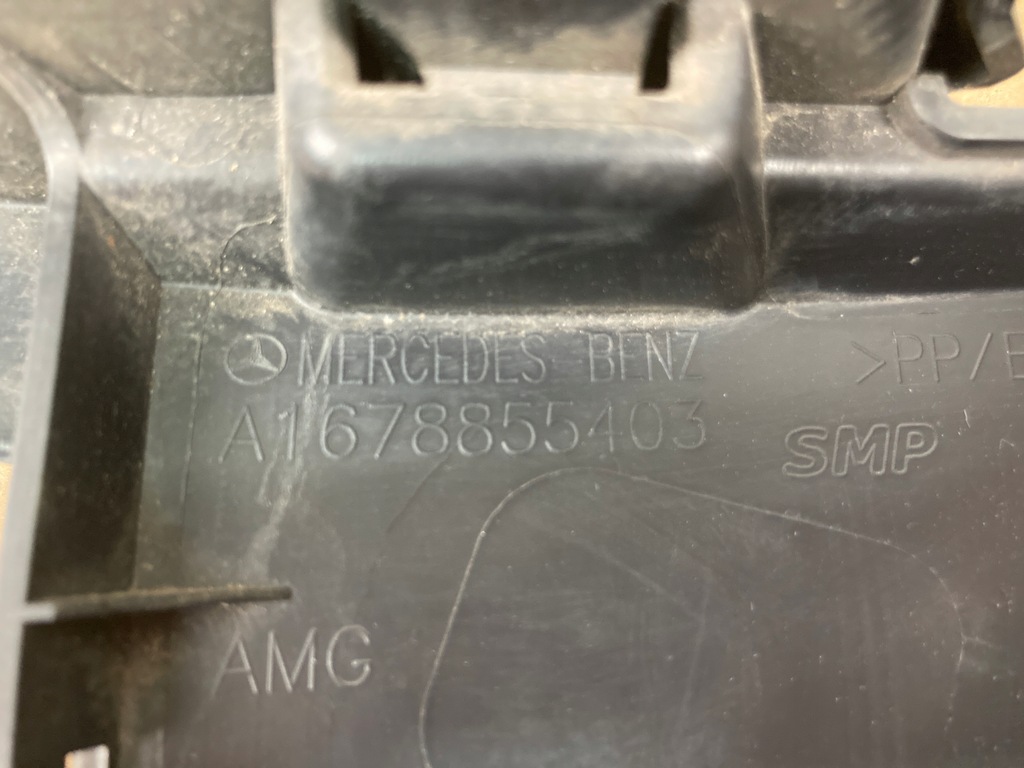 MERCEDES BENZ >PP/E
A1678855403
SMP
AMG